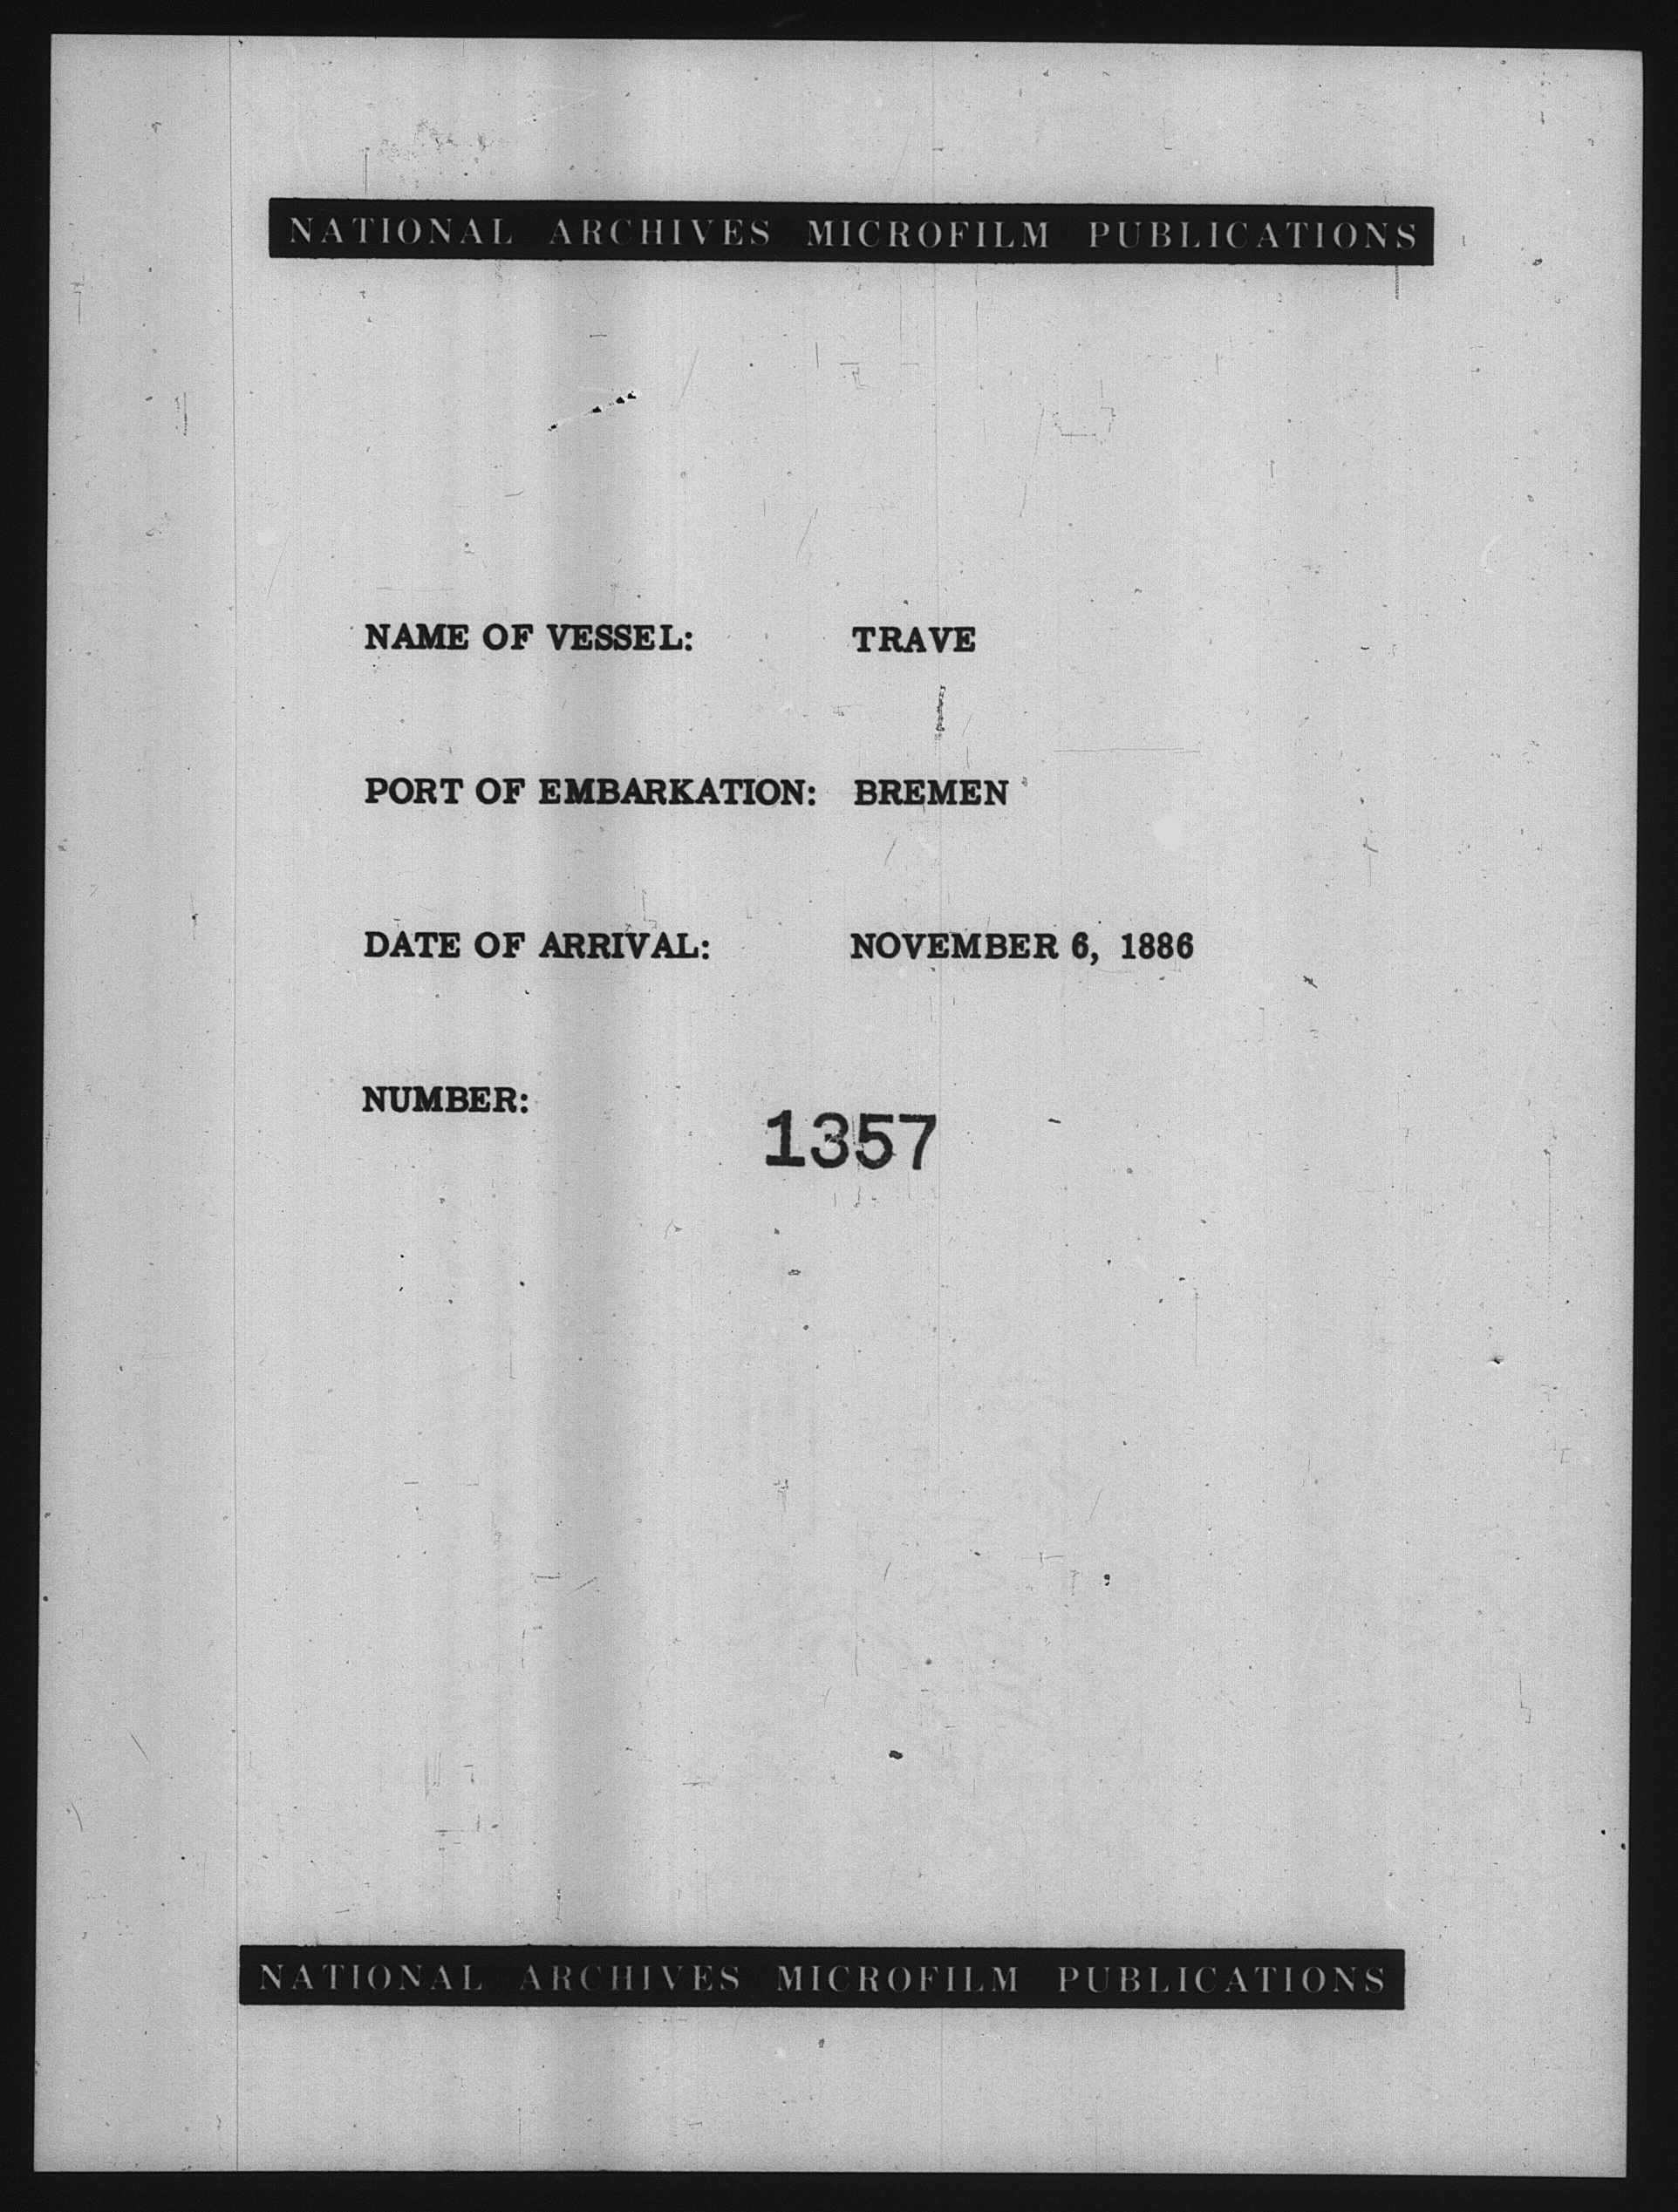 NATIONAL ARCHIVES MICROFILM PUBLICATIONS
NAME OF VESSEL: TRAVE
PORT OF EMBARKATION: BREMEN
DATE OF ARRIVAL: NOVEMBER 6, 1886
NUMBER:
1357
NATIONAL ARCHIVES MICROFILM PUBLICATIONS